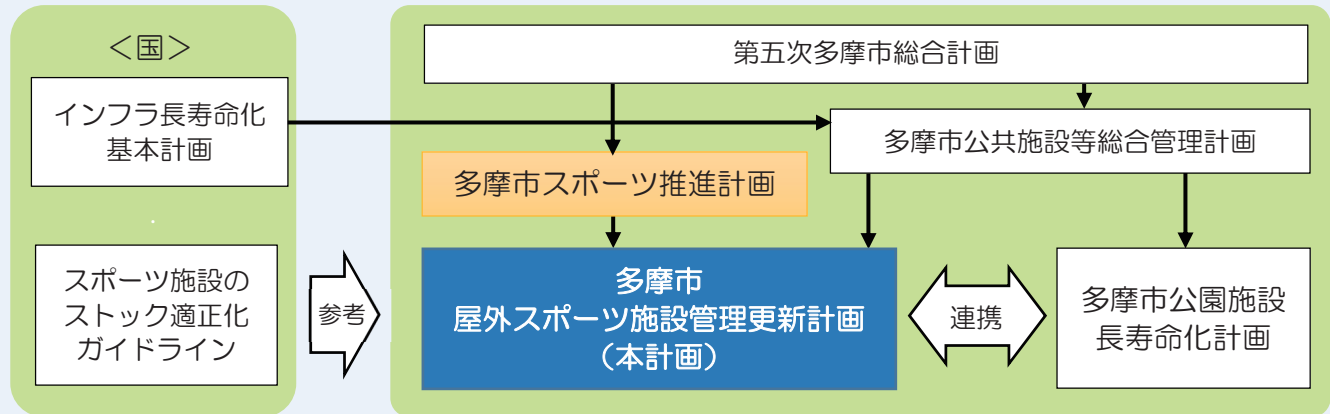 ＜国＞
インフラ長寿命化
基本計画
スポーツ施設の
ストック適正化
ガイドライン
参考
第五次多摩市総合計画
多摩市公共施設等総合管理計画
多摩市スポーツ推進計画
多摩市
屋外スポーツ施設管理更新計画
（本計画）
連携
多摩市公園施設
長寿命化計画